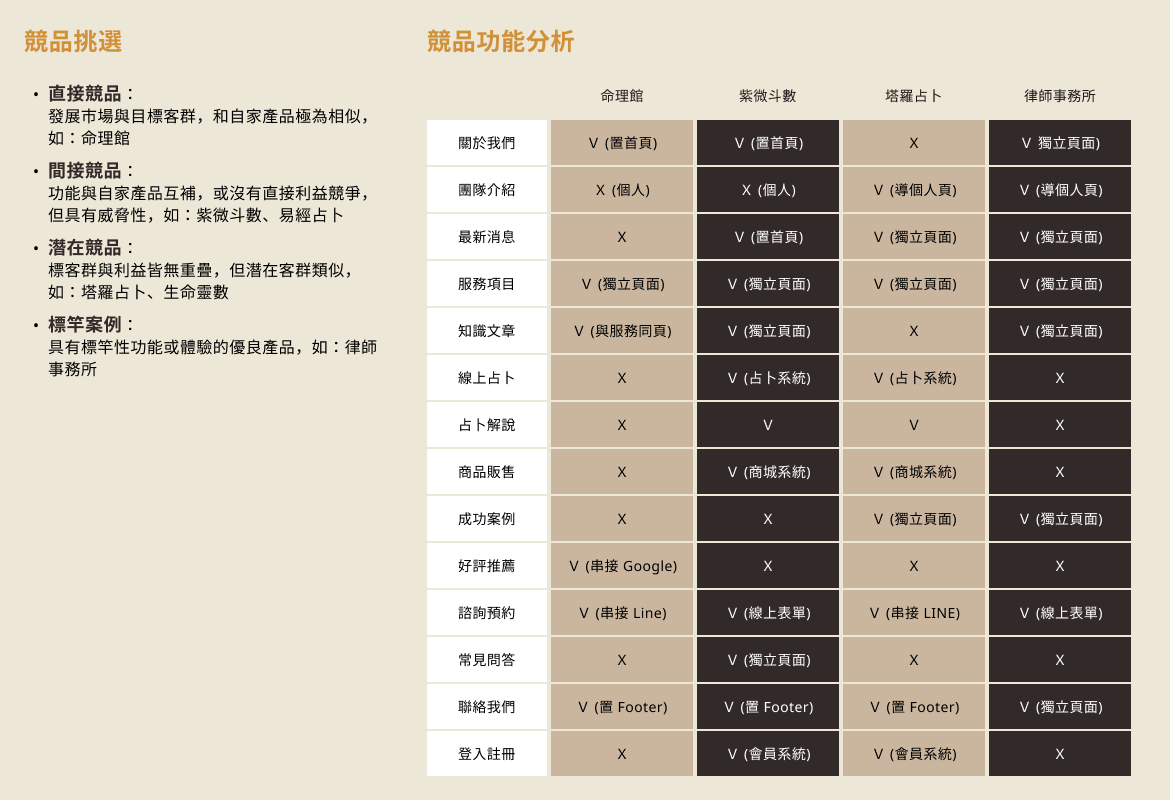 競品挑選
• 直接競品：
發展市場與目標客群，和自家產品極為相似，
如：命理館
• 間接競品：
功能與自家產品互補，或沒有直接利益競爭，
但具有威脅性，如：紫微斗數、易經占卜
• 潛在競品：
標客群與利益皆無重疊，但潛在客群類似，
如：塔羅占卜、生命靈數
• 標竿案例：
具有標竿性功能或體驗的優良產品，如：律師
事務所
競品功能分析
命理館 紫微斗數 塔羅占卜 律師事務所
關於我們 V (置首頁) V (置首頁) X V 獨立頁面)
團隊介紹 X (個人) X (個人) V (導個人頁) V (導個人頁)
最新消息 X V (置首頁) V (獨立頁面) V (獨立頁面)
服務項目 V (獨立頁面) V (獨立頁面) V (獨立頁面) V (獨立頁面)
知識文章 V (與服務同頁) V (獨立頁面) X V (獨立頁面)
線上占卜 X V (占卜系統) V (占卜系統) X
占卜解說 X V V X
商品販售 X V (商城系統) V (商城系統) X
成功案例 X X V (獨立頁面) V (獨立頁面)
好評推薦 V (串接 Google) X X X
諮詢預約 V (串接 Line) V (線上表單) V (串接 LINE) V (線上表單)
常見問答 X V (獨立頁面) X X
聯絡我們 V (置 Footer) V (置 Footer) V (置 Footer) V (獨立頁面)
登入註冊 X V (會員系統) V (會員系統) X